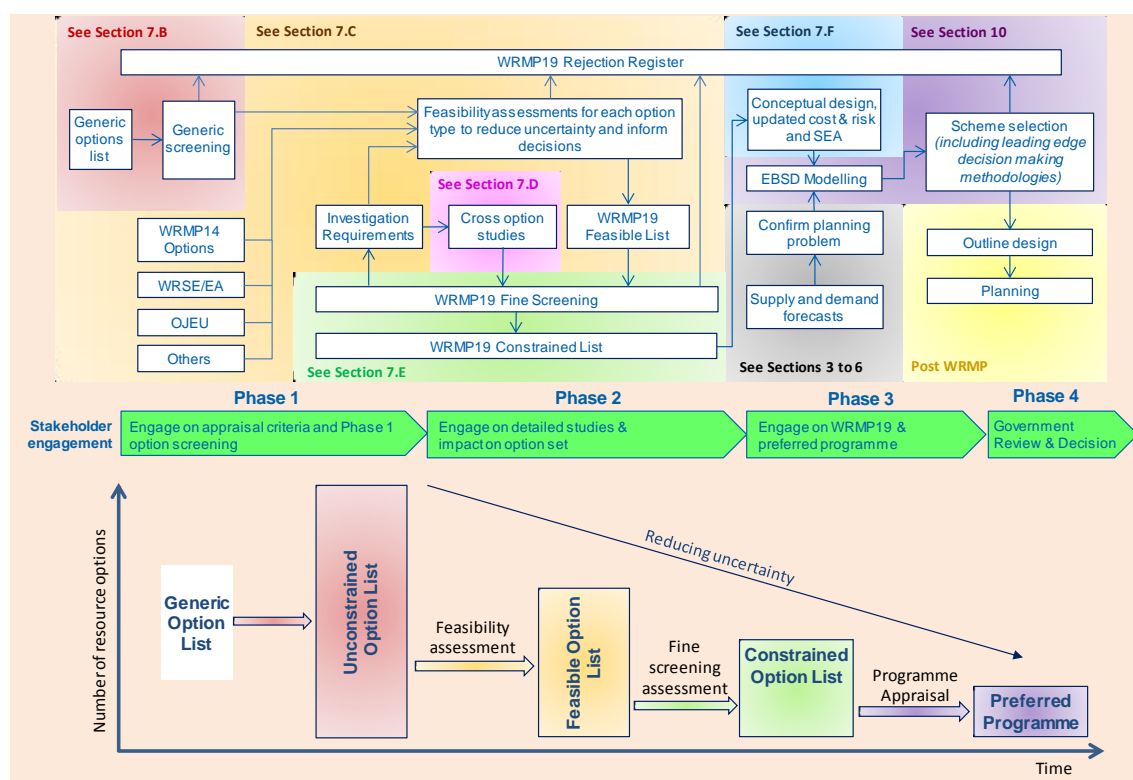 See Section 7.B
See Section 7.C
See Section 7.F
See Section 10
WRMP19 Rejection Register
Generic
options
list
Generic
screening
Feasibility assessments for each option
type to reduce uncertainty and inform
decisions
Conceptual design,
updated cost & risk
and SEA
Scheme selection
(including leading edge
decision making
methodologies)
EBSD Modelling
See Section 7.D
WRMP14
Options
Investigation
Requirements
Cross option
studies
WRMP19
Feasible List
Confirm planning
problem
Outline design
WRSE/EA
Planning
WRMP19 Fine Screening
Supply and demand
forecasts
OJEU
WRMP19 Constrained List
Others
See Section 7.E
See Sections 3 to 6
Post WRMP
Phase 1
Phase 2
Phase 3
Phase 4
Stakeholder
engagement
Engage on appraisal criteria and Phase 1
option screening
Engage on detailed studies &
impact on option set
Engage on WRMP19 &
preferred programme
Government
Review & Decision
Number of resource options
Reducing uncertainty
Generic
Option
List
Unconstrained
Option List
Feasibility
assessment
Feasible Option
List
Fine
screening
assessment
Constrained
Option List
Programme
Appraisal
Preferred
Programme
Time